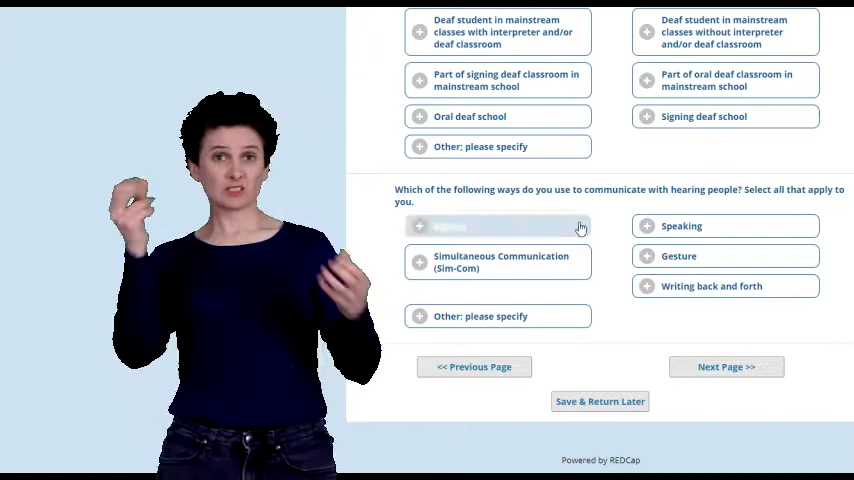 Deaf student in mainstream
classes with interpreter and/or
deaf classroom
Deaf student in mainstream
classes without interpreter
and/or deaf classroom
Part of signing deaf classroom in
mainstream school
Part of oral deaf classroom in
mainstream school
Oral deaf school
Signing deaf school
Other; please specify
Which of the following ways do you use to communicate with hearing people? Select all that apply to
you.
Speaking
Simultaneous Communication
(Sim-Com)
Gesture
Writing back and forth
Other: please specify
<< Previous Page
Next Page >>
Save & Return Later
Powered by REDCap